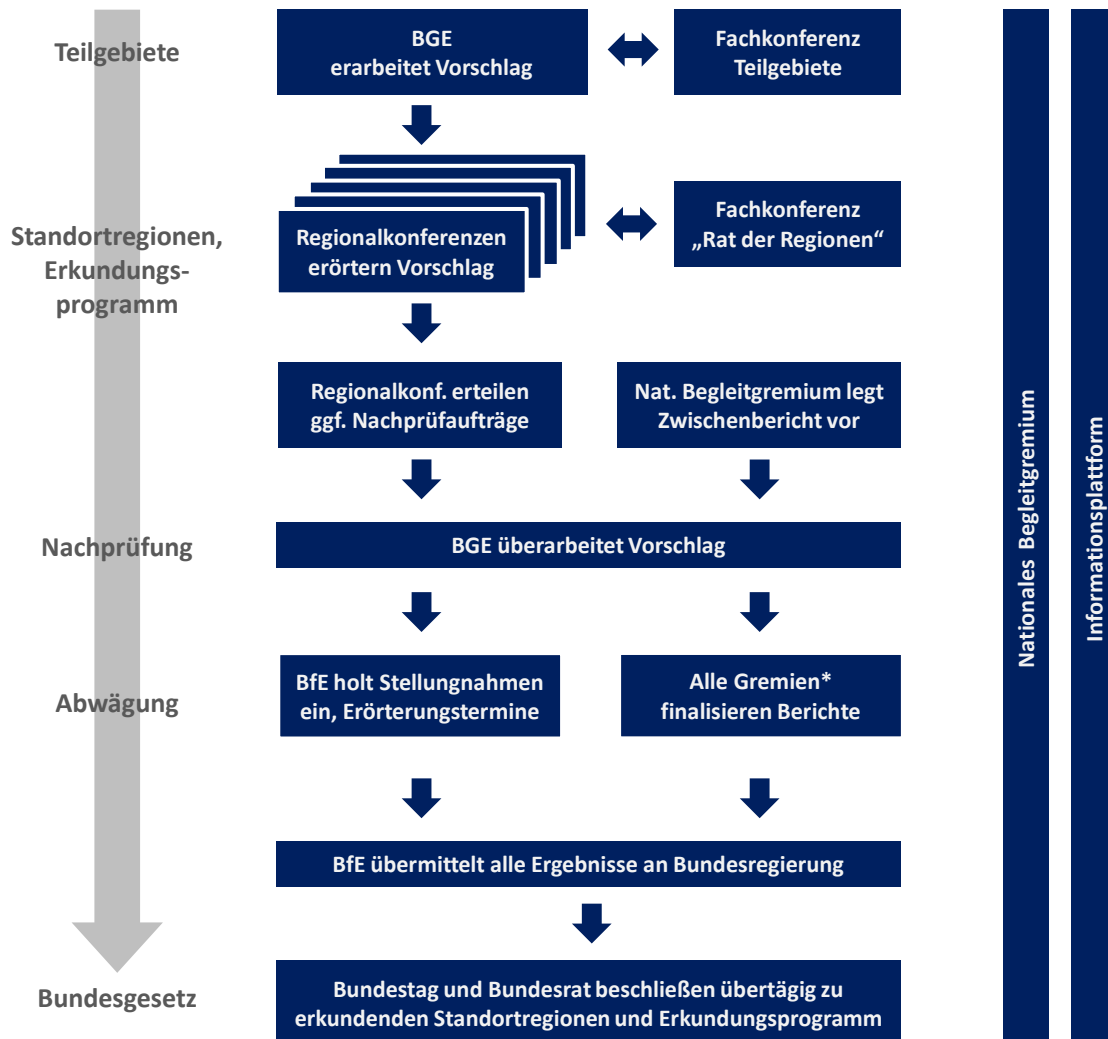 Teilgebiete
BGE
erarbeitet Vorschlag
Fachkonferenz
Teilgebiete
Standortregionen,
Erkundungs-
programm
Regionalkonferenzen
erörtern Vorschlag
Fachkonferenz
„Rat der Regionen“
Regionalkonf. erteilen
ggf. Nachprüfaufträge
Nat. Begleitgremium legt
Zwischenbericht vor
Nachprüfung
BGE überarbeitet Vorschlag
Abwägung
BfE holt Stellungnahmen
ein, Erörterungstermine
Alle Gremien*
finalisieren Berichte
BfE übermittelt alle Ergebnisse an Bundesregierung
Bundesgesetz
Bundestag und Bundesrat beschließen übertägig zu
erkundenden Standortregionen und Erkundungsprogramm
Nationales Begleitgremium
Informationsplattform